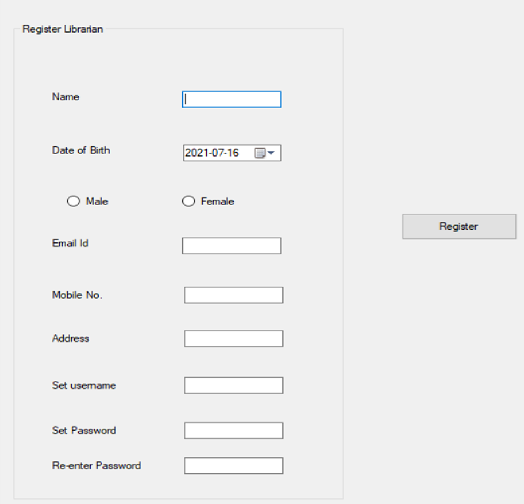 Register Librarian
Name
Date of Birth 2021-07-16
Male Female
Register
Email Id
Mobile No.
Address
Set username
Set Password
Re-enter Password